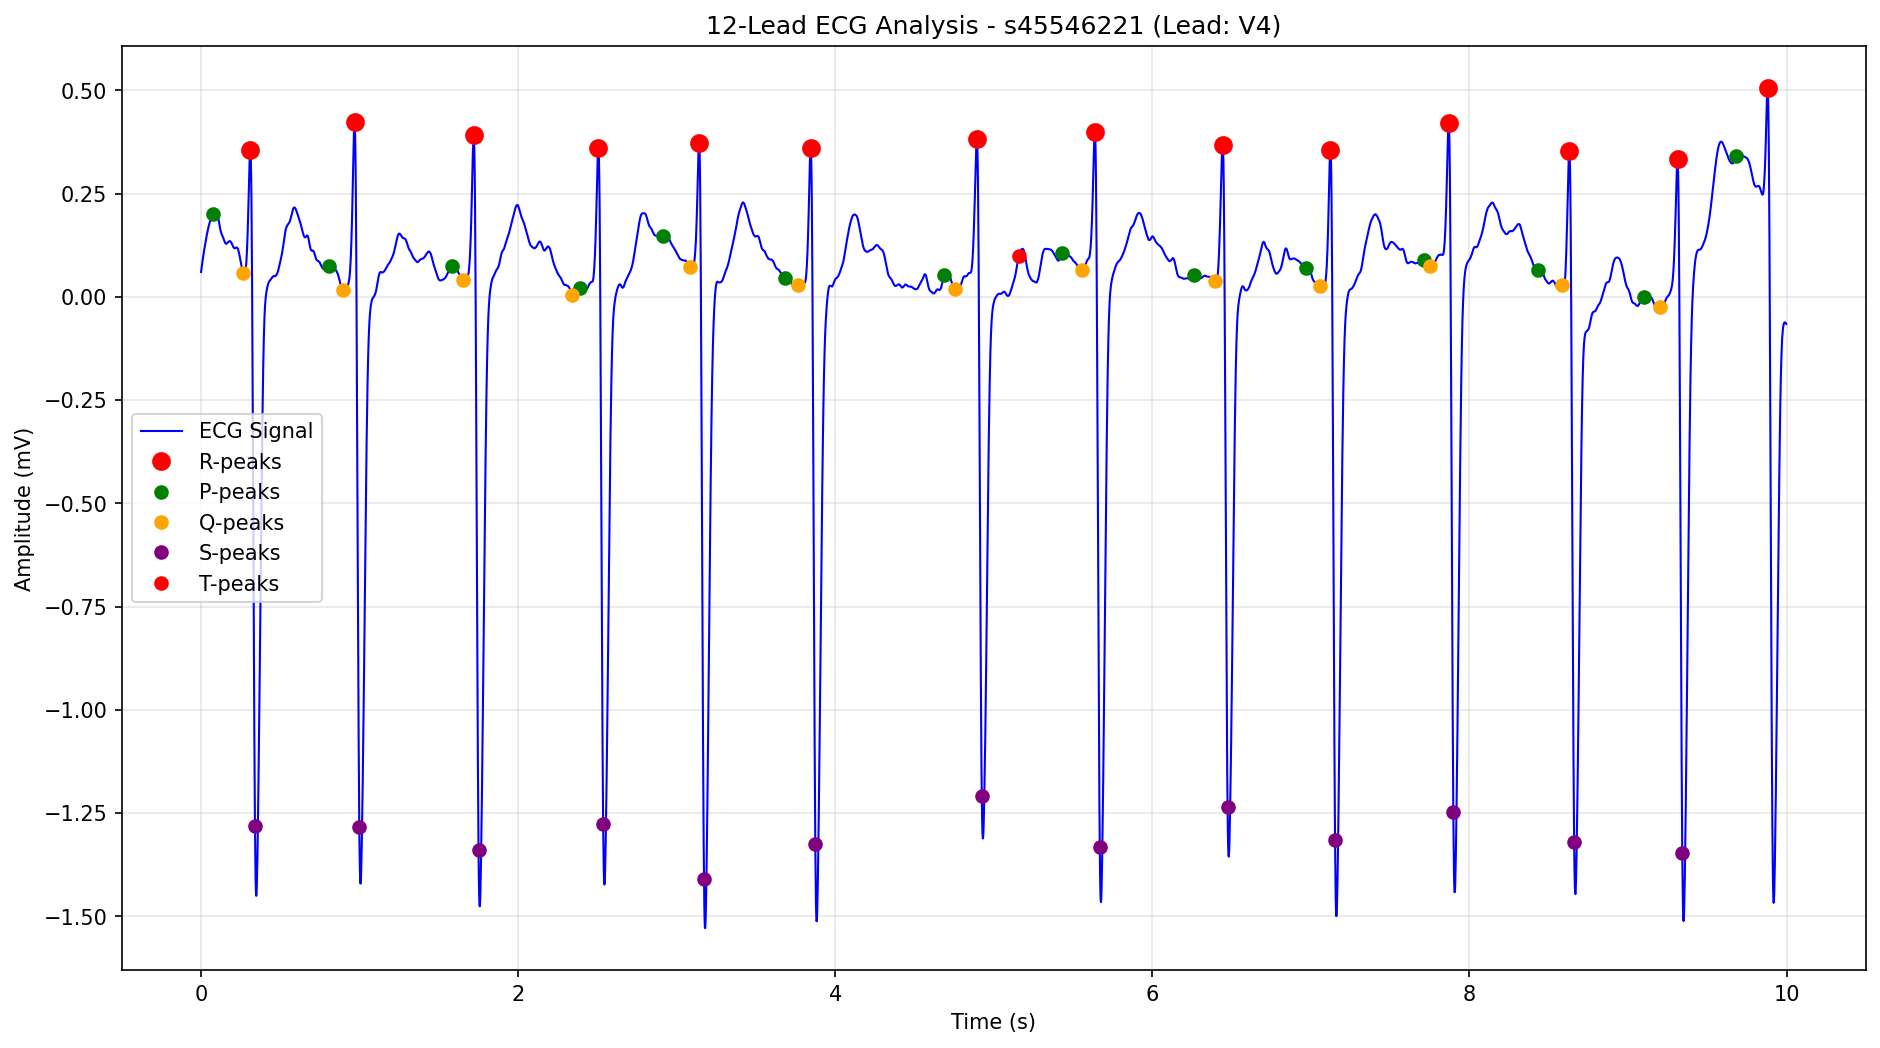 12-Lead ECG Analysis - s45546221 (Lead: V4)
0.50
0.25
0.00
−0.25
−0.50
−0.75
−1.00
−1.25
−1.50
Amplitude (mV)
ECG Signal
R-peaks
P-peaks
Q-peaks
S-peaks
T-peaks
0 2 4 6 8 10
Time (s)